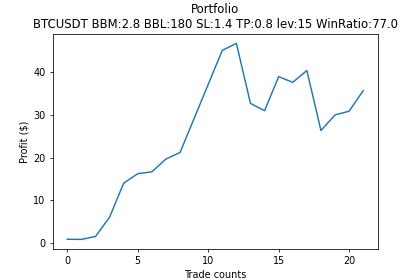 Portfolio
BTCUSDT BBM:2.8 BBL:180 SL:1.4 TP:0.8 lev:15 WinRatio:77.0
40
30
20
10
0
Profit ($)
0 5 10 15 20
Trade counts